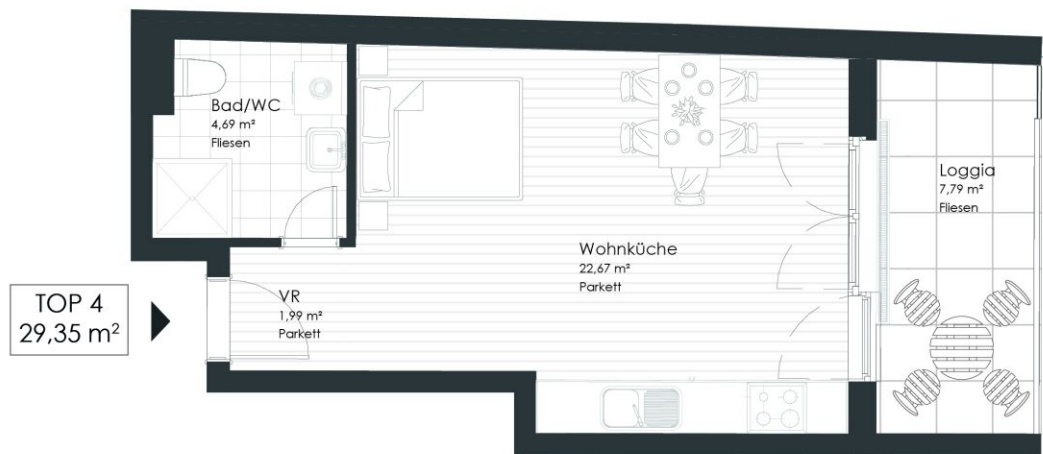 Bad/WC
4,69 m²
Fliesen
Loggia
7,79 m²
Fliesen
Wohnküche
22,67 m²
Parkett
VR
1,99 m²
Parkett
TOP 4
29,35 m²